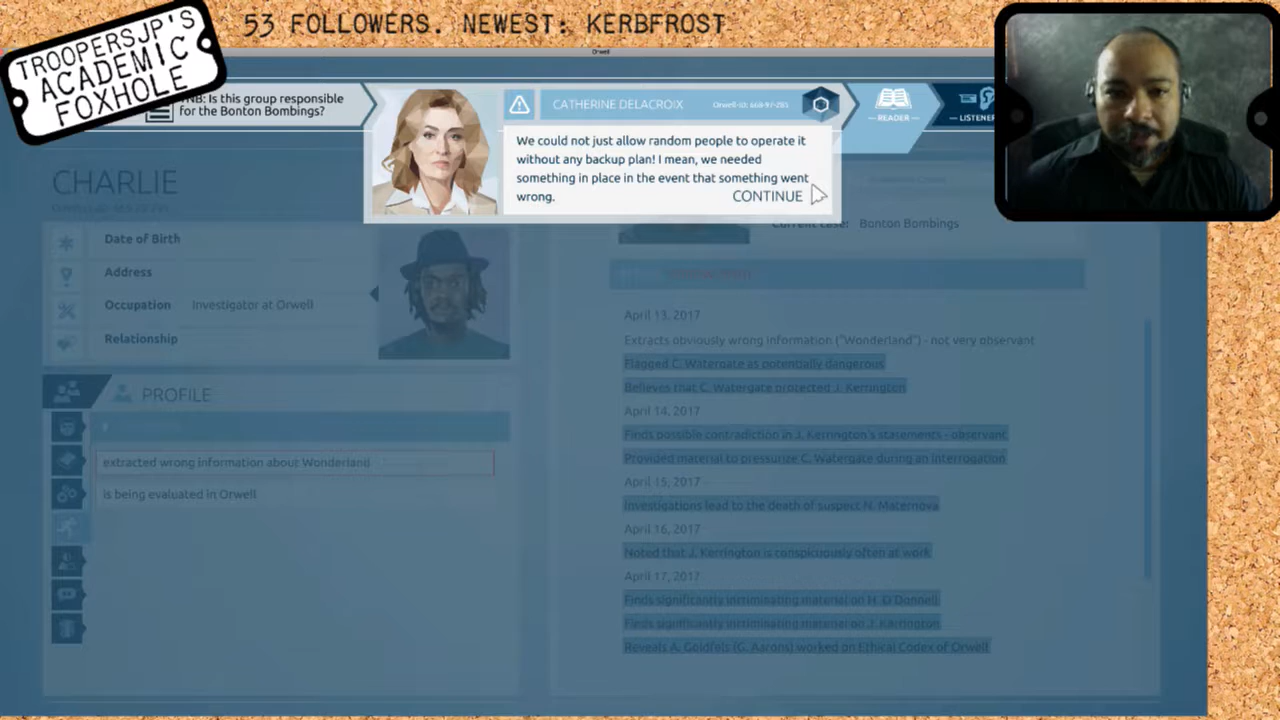 TROOPERSJP'S
ACADEMIC
FOXHOLE
53 FOLLOWERS. NEWEST: KERBFROST
Orwell
Is this group responsible
for the Bonton Bombings?
CATHERINE DELACROIX
We could not just allow random people to operate it
without any backup plan! I mean, we needed
something in place in the event that something went
wrong.
CONTINUE
READER
LISTENER
CHARLIE
Date of Birth
Address
Occupation Investigator at Orwell
Relationship
PROFILE
extracted wrong information about Wonderland
is being evaluated in Orwell
Current case: Bonton Bombings
April 13, 2017
Extracts obviously wrong information ("Wonderland") - not very observant
Flagged C. Watergate as potentially dangerous
Believes that C. Watergate protected J. Kerrington
April 14, 2017
Finds possible contradiction in J. Kerrington's statements - observant
Provided material to pressurize C. Watergate during an interrogation
April 15, 2017
Investigations lead to the death of suspect N. Maternova
April 16, 2017
Noted that J. Kerrington is conspicuously often at work
April 17, 2017
Finds significantly incriminating material on H. O'Donnell
Finds significantly incriminating material on J. Karrington
Reveals A. Goldfels (G. Aarons) worked on Ethical Codex of Orwell